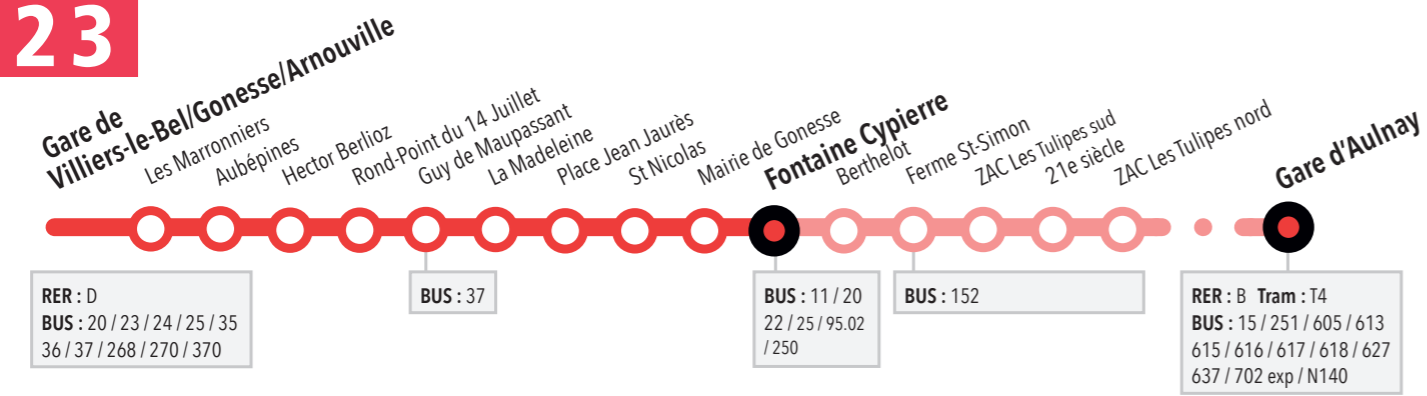 23
Gare de
Villiers-le-Bel/Gonesse/Arnouville
Les Marronniers
Aubépines
Hector Berlioz
Rond-Point du 14 Juillet
Guy de Maupassant
La Madeleine
Place Jean Jaurès
St Nicolas
Mairie de Gonesse
Fontaine Cypierre
Berthelot
Ferme St-Simon
ZAC Les Tulipes sud
21e siècle
ZAC Les Tulipes nord
Gare d'Aulnay
RER : D
BUS : 20 / 23 / 24 / 25 / 35
36 / 37 / 268 / 270 / 370
BUS : 37
BUS : 11 / 20
22 / 25 / 95.02
/ 250
BUS : 152
RER : B Tram : T4
BUS : 15 / 251 / 605 / 613
615 / 616 / 617 / 618 / 627
637 / 702 exp / N140